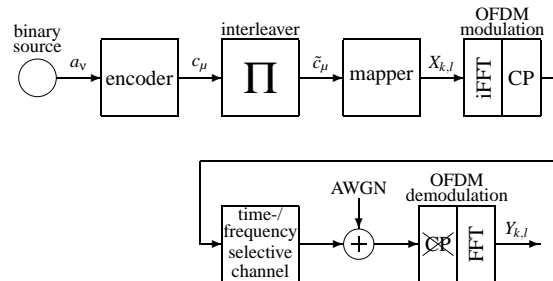 binary
source
a_ν
encoder
c_μ
interleaver
Π
c̃_μ
mapper
X_{k,l}
OFDM
modulation
iFFT
CP
time-/
frequency
selective
channel
AWGN
+
OFDM
demodulation
CP
FFT
Y_{k,l}